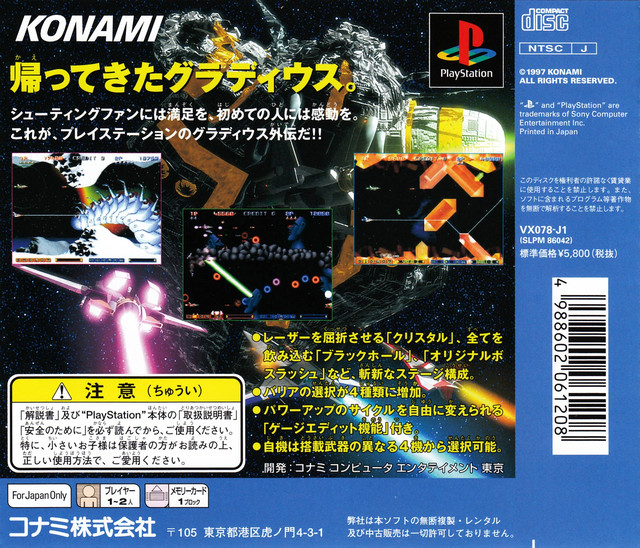 KONAMI
帰ってきたグラディウス。
シューティングファンには満足を、初めての人には感動を。
これが、プレイステーションのグラディウス外伝だ!!
PlayStation
COMPACT
disc
NTSC J
©1997 KONAMI
ALL RIGHTS RESERVED.
" " and "PlayStation" are
trademarks of Sony Computer
Entertainment Inc.
Printed in Japan
このディスクを権利者の許諾なく賃貸業
に使用することを禁止します。また、
ソフトに含まれるプログラム等著作物
を無断で解析することを禁止します。
VX078-J1
(SLPM 86042)
標準価格¥5,800(税抜)
4 988602 061208
●レーザーを屈折させる「クリスタル」、全てを
飲み込む「ブラックホール」、「オリジナルボ
スラッシュ」など、斬新なステージ構成。
●バリアの選択が4種類に増加。
●パワーアップのサイクルを自由に変えられる
「ゲージエディット機能」付き。
●自機は搭載武器の異なる4機から選択可能。
開発:コナミ コンピュータ エンタテイメント 東京
注意(ちゅうい)
「解説書」及び"PlayStation"本体の「取扱説明書」
「安全のために」を必ず読んでから、ご使用ください。
特に、小さいお子様は保護者の方がお読みの上、
正しい使用方法で、ご愛用ください。
For Japan Only
プレイヤー
1~2人
メモリーカード
1ブロック
コナミ株式会社
〒105 東京都港区虎ノ門4-3-1
弊社は本ソフトの無断複製・レンタル
及び中古販売は一切許可しておりません。